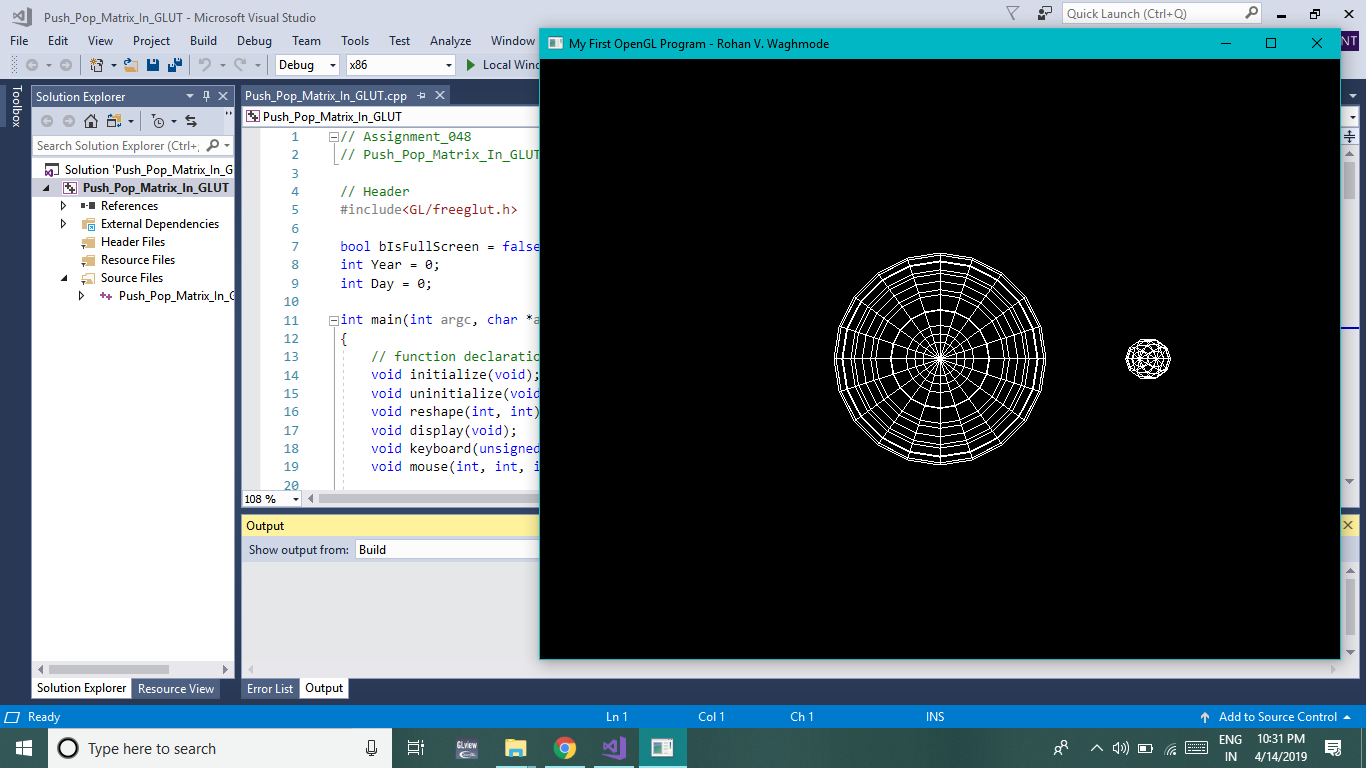 Push_Pop_Matrix_In_GLUT - Microsoft Visual Studio
Quick Launch (Ctrl+Q)
File Edit View Project Build Debug Team Tools Test Analyze Window
NT
Debug x86 Local Wind
My First OpenGL Program - Rohan V. Waghmode
Toolbox
Solution Explorer
Search Solution Explorer (Ctrl+;
Solution 'Push_Pop_Matrix_In_G
Push_Pop_Matrix_In_GLUT
References
External Dependencies
Header Files
Resource Files
Source Files
Push_Pop_Matrix_In_G
Solution Explorer Resource View
Push_Pop_Matrix_In_GLUT.cpp
Push_Pop_Matrix_In_GLUT
1 // Assignment_048
2 // Push_Pop_Matrix_In_GLUT
3
4 // Header
5 #include<GL/freeglut.h>
6
7 bool bIsFullScreen = false
8 int Year = 0;
9 int Day = 0;
10
11 int main(int argc, char *a
12 {
13 // function declaratio
14 void initialize(void);
15 void uninitialize(void
16 void reshape(int, int)
17 void display(void);
18 void keyboard(unsigned
19 void mouse(int, int, i
20
108 %
Output
Show output from: Build
Error List Output
Ready Ln 1 Col 1 Ch 1 INS Add to Source Control
Type here to search
GLview
ENG
IN
10:31 PM
4/14/2019